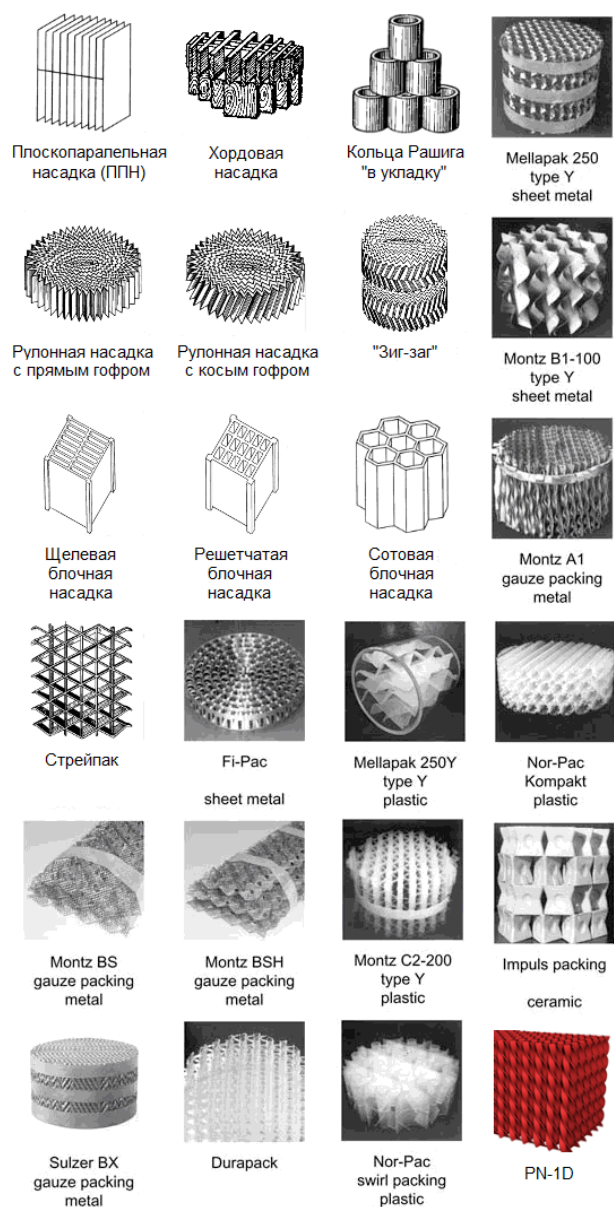 Плоскопаралельная
насадка (ППН)
Хордовая
насадка
Кольца Рашига
"в укладку"
Mellapak 250
type Y
sheet metal
Рулонная насадка
с прямым гофром
Рулонная насадка
с косым гофром
"Зиг-заг"
Montz B1-100
type Y
sheet metal
Щелевая
блочная
насадка
Решетчатая
блочная
насадка
Сотовая
блочная
насадка
Montz A1
gauze packing
metal
Стрейпак
Fi-Pac
sheet metal
Mellapak 250Y
type Y
plastic
Nor-Pac
Kompakt
plastic
Montz BS
gauze packing
metal
Montz BSH
gauze packing
metal
Montz C2-200
type Y
plastic
Impuls packing
ceramic
Sulzer BX
gauze packing
metal
Durapack
Nor-Pac
swirl packing
plastic
PN-1D